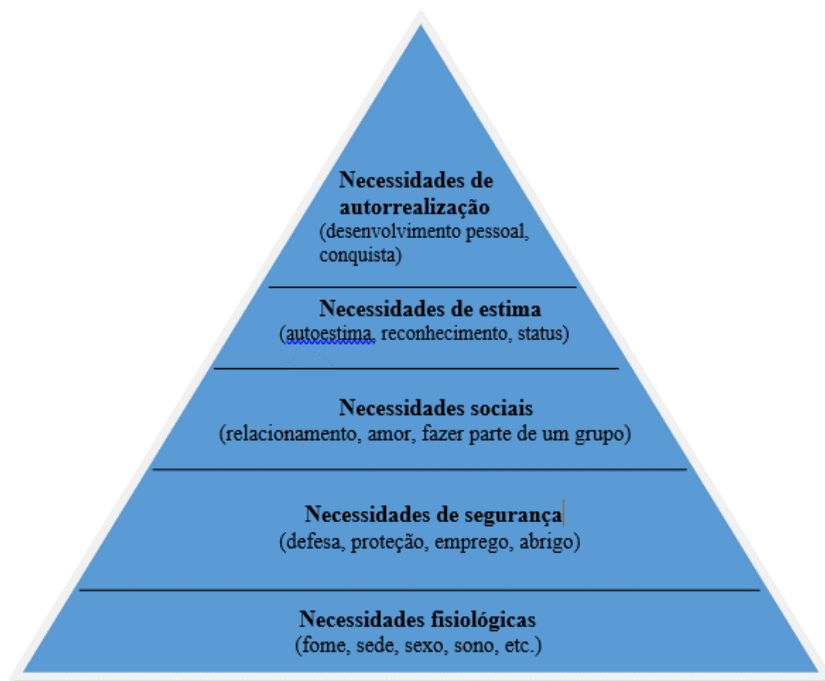 Necessidades de
autorrealização
(desenvolvimento pessoal,
conquista)
Necessidades de estima
(autoestima, reconhecimento, status)
Necessidades sociais
(relacionamento, amor, fazer parte de um grupo)
Necessidades de segurança
(defesa, proteção, emprego, abrigo)
Necessidades fisiológicas
(fome, sede, sexo, sono, etc.)